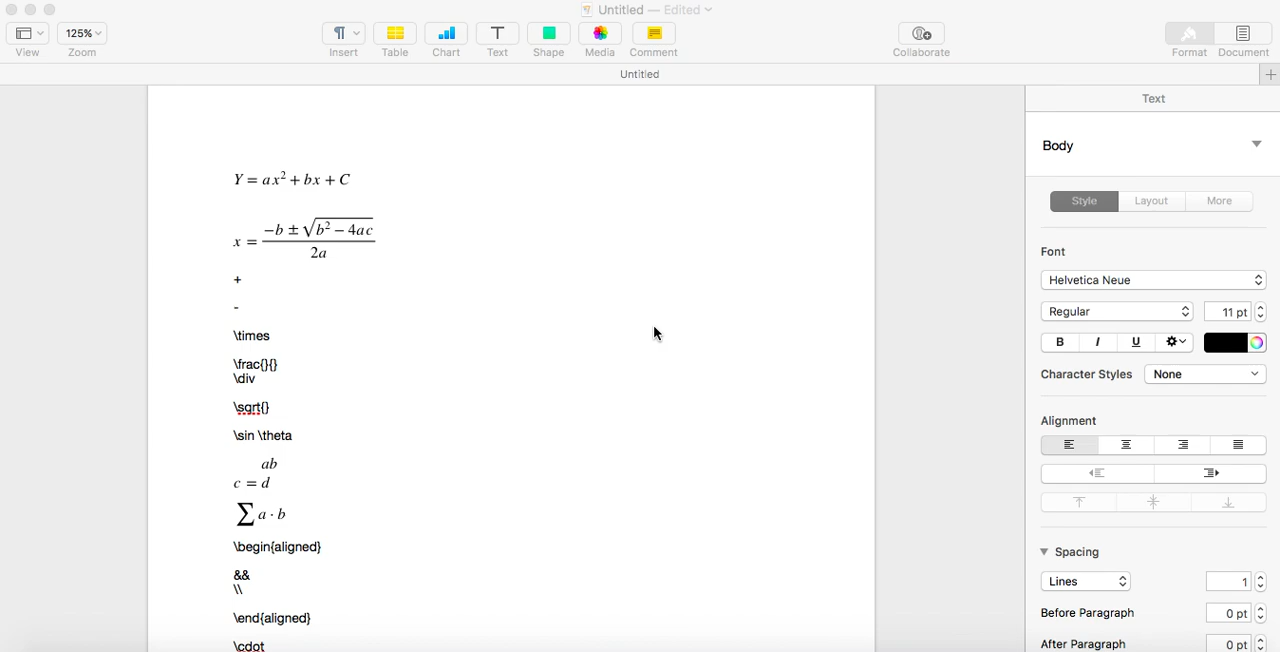 Untitled — Edited
125%
View
Zoom
Insert
Table
Chart
Text
Shape
Media
Comment
Collaborate
Format
Document
Untitled
Y = ax² + bx + C
x = \frac{-b ± √(b² − 4ac)}{2a}
+
-
\times
\frac{}{}
\div
\sqrt{}
\sin \theta
ab
c = d
∑ a · b
\begin{aligned}
&&
\\
\end{aligned}
\cdot
Text
Body
Style Layout More
Font
Helvetica Neue
Regular 11 pt
B I U
Character Styles None
Alignment
Spacing
Lines 1
Before Paragraph 0 pt
After Paragraph 0 pt